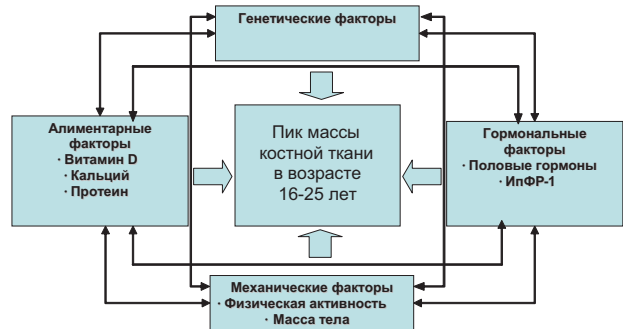 Генетические факторы
Алиментарные
факторы
· Витамин D
· Кальций
· Протеин
Пик массы
костной ткани
в возрасте
16-25 лет
Гормональные
факторы
· Половые гормоны
· ИпФР-1
Механические факторы
· Физическая активность
· Масса тела